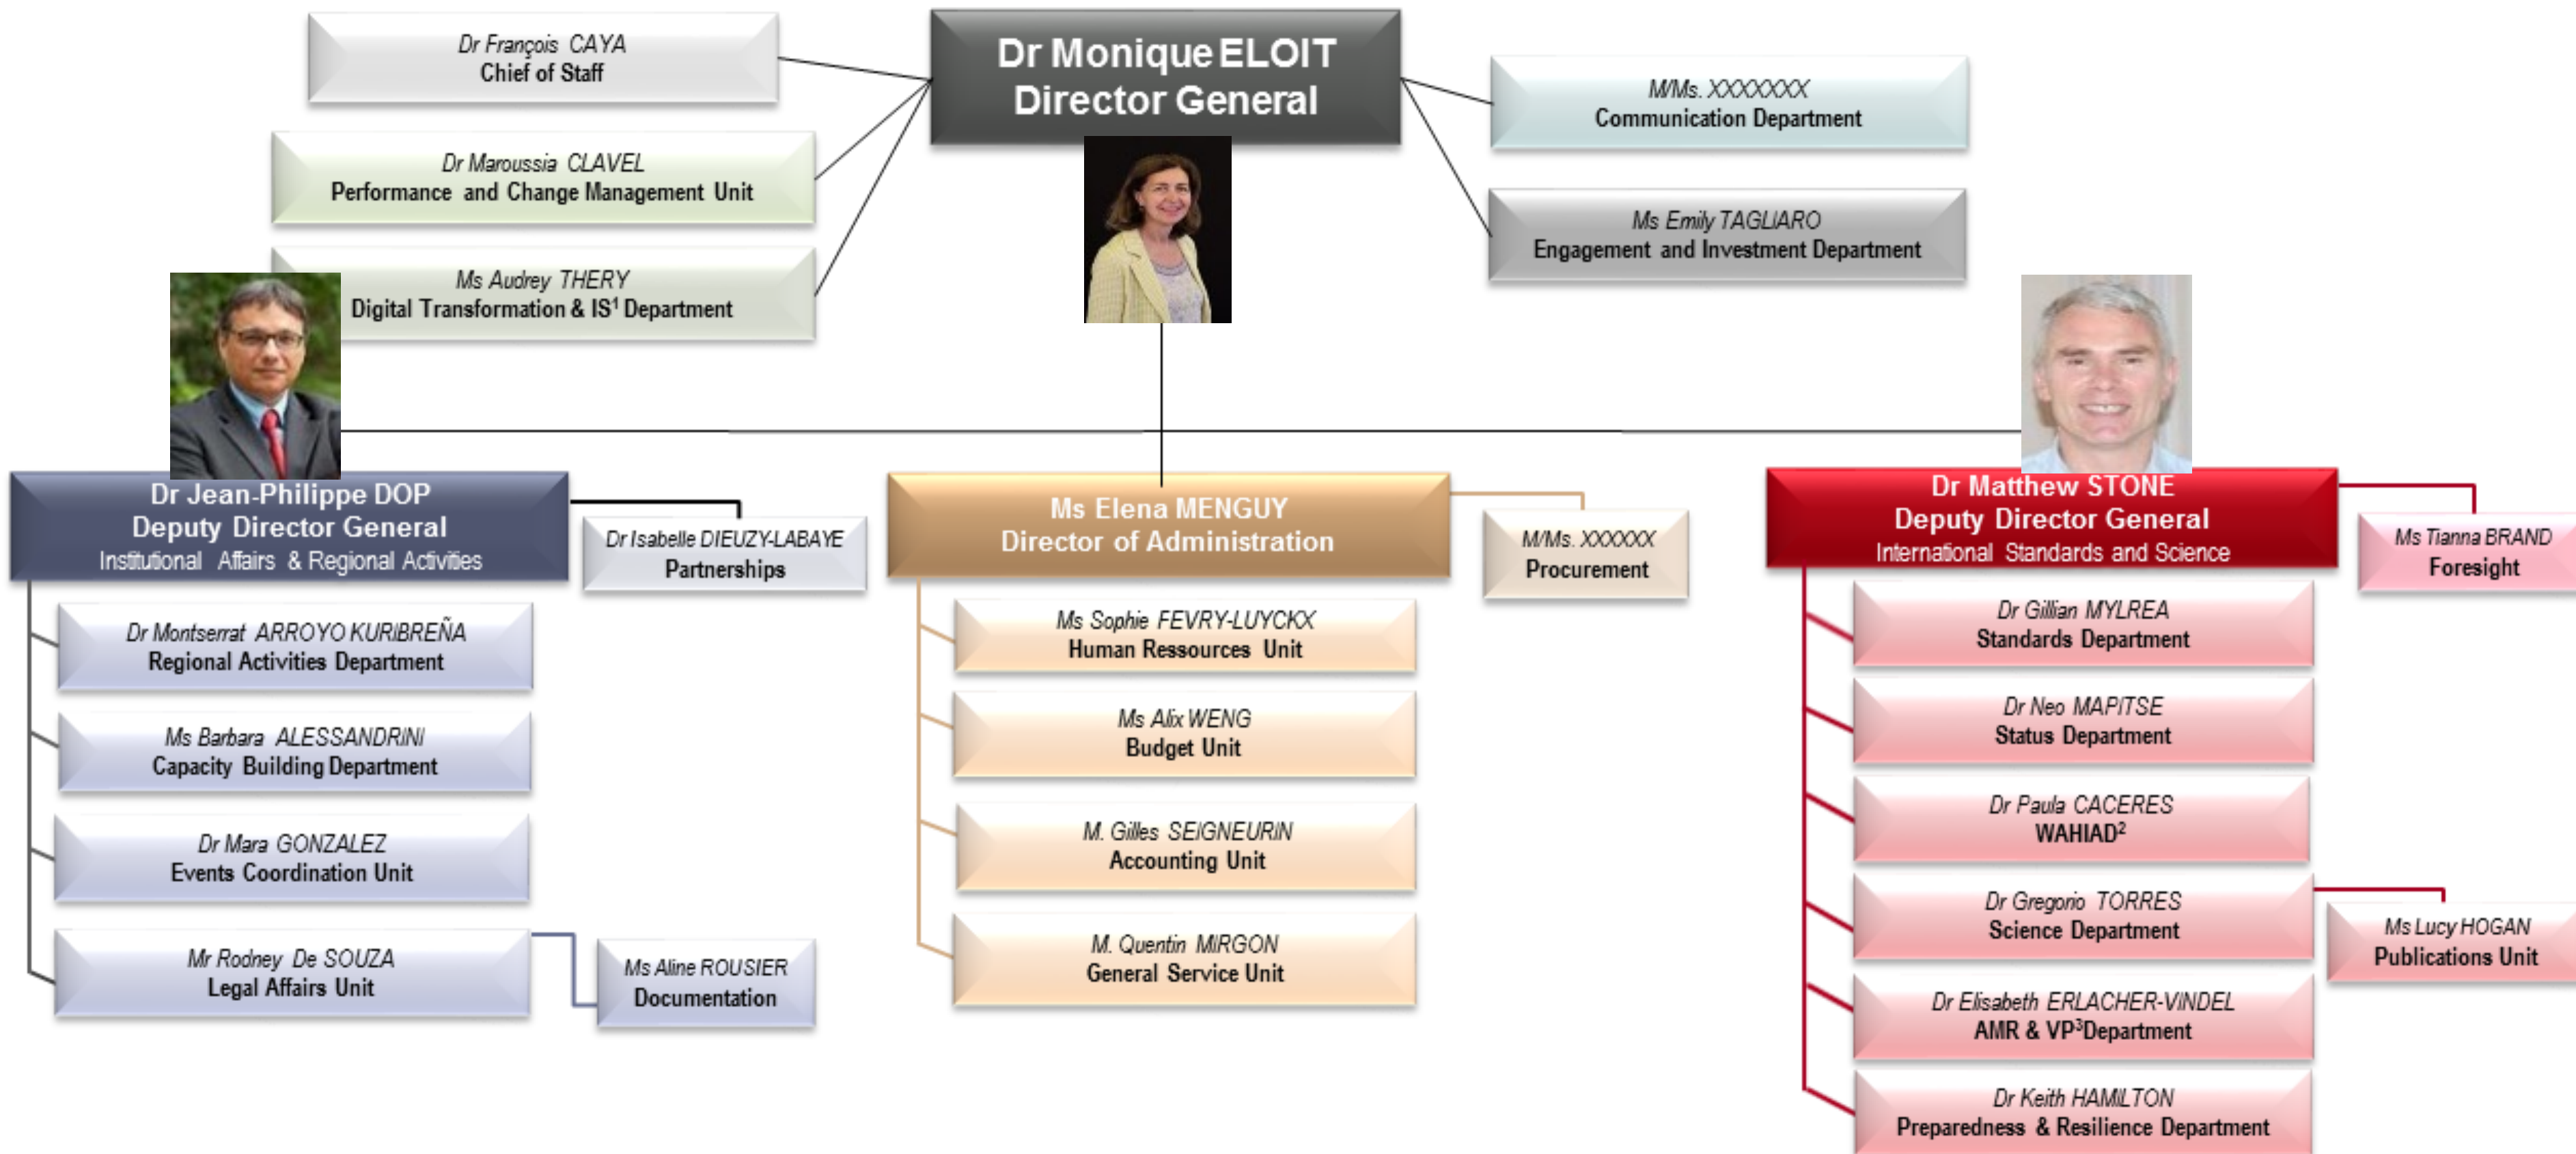 Dr Monique ELOIT
Director General
Dr François CAYA
Chief of Staff
Dr Maroussia CLAVEL
Performance and Change Management Unit
Ms Audrey THERY
Digital Transformation & IS¹ Department
M/Ms. XXXXXXX
Communication Department
Ms Emily TAGLIARO
Engagement and Investment Department
Dr Jean-Philippe DOP
Deputy Director General
Institutional Affairs & Regional Activities
Dr Isabelle DIEUZY-LABAYE
Partnerships
Dr Montserrat ARROYO KURIBREÑA
Regional Activities Department
Ms Barbara ALESSANDRINI
Capacity Building Department
Dr Mara GONZALEZ
Events Coordination Unit
Mr Rodney De SOUZA
Legal Affairs Unit
Ms Aline ROUSIER
Documentation
Ms Elena MENGUY
Director of Administration
M/Ms. XXXXXX
Procurement
Ms Sophie FEVRY-LUYCKX
Human Ressources Unit
Ms Alix WENG
Budget Unit
M. Gilles SEIGNEURIN
Accounting Unit
M. Quentin MIRGON
General Service Unit
Dr Matthew STONE
Deputy Director General
International Standards and Science
Ms Tianna BRAND
Foresight
Dr Gillian MYLREA
Standards Department
Dr Neo MAPITSE
Status Department
Dr Paula CACERES
WAHIAD²
Dr Gregorio TORRES
Science Department
Ms Lucy HOGAN
Publications Unit
Dr Elisabeth ERLACHER-VINDEL
AMR & VP³Department
Dr Keith HAMILTON
Preparedness & Resilience Department